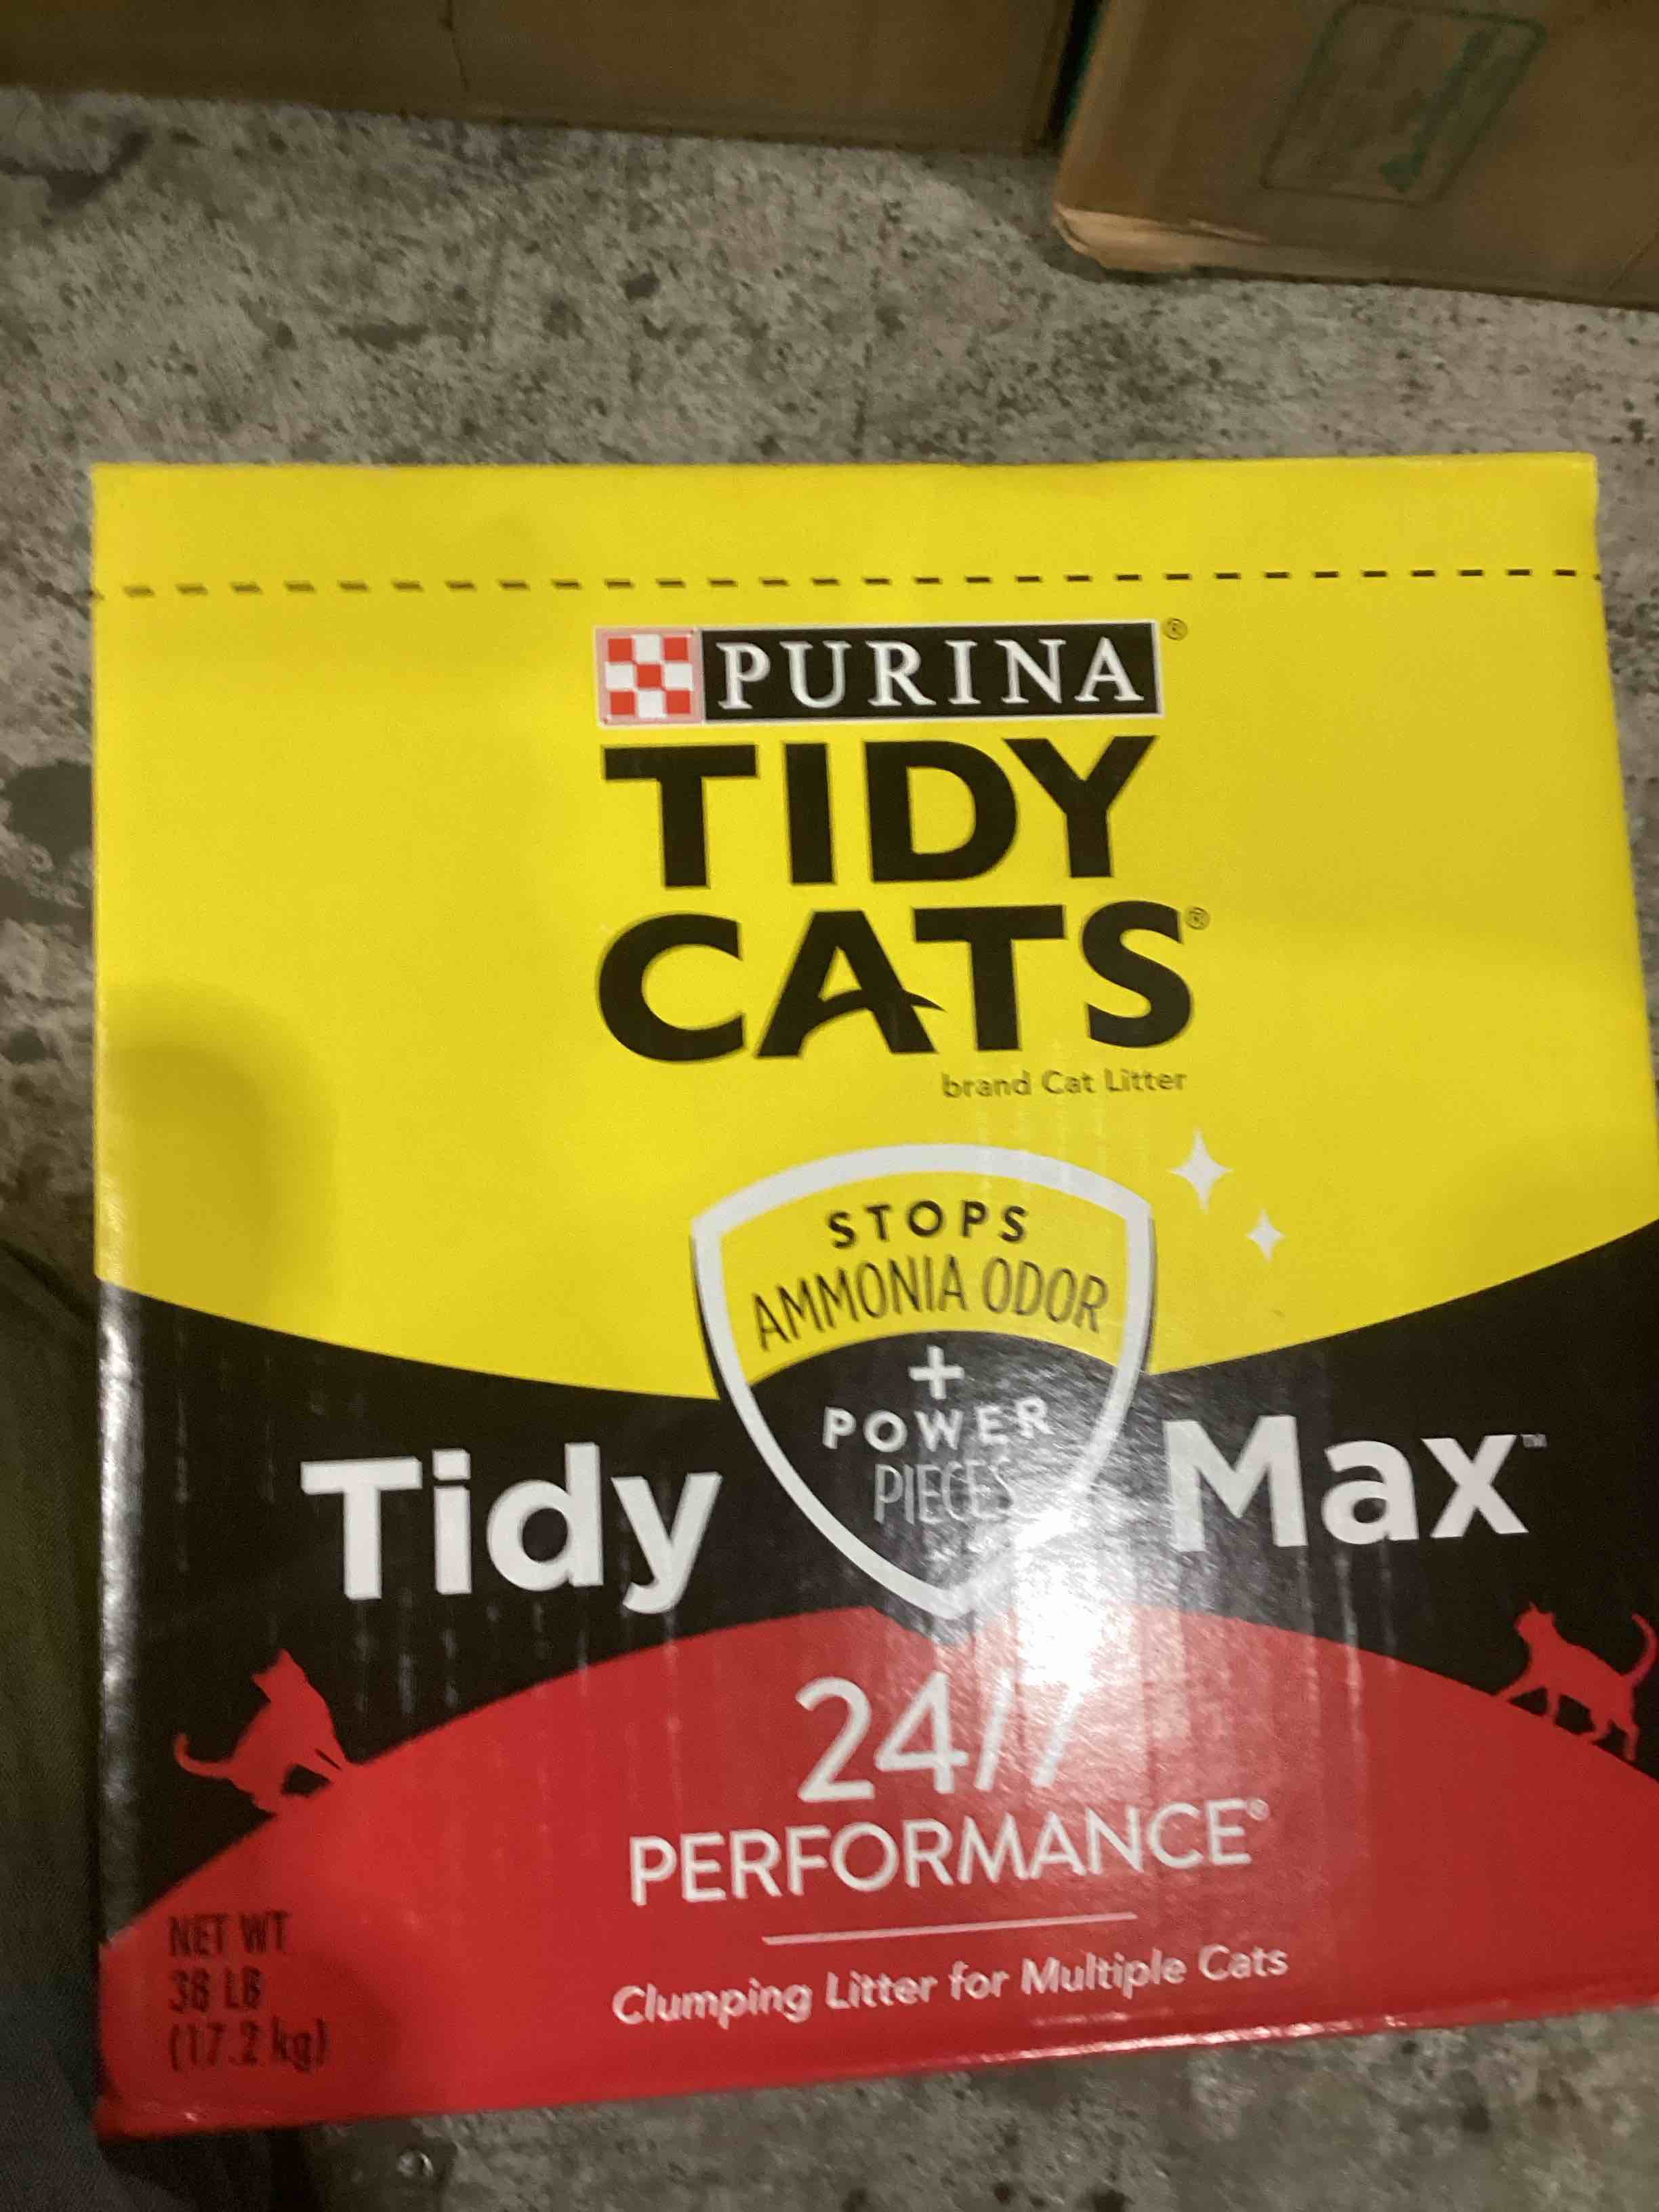 PURINA®
TIDY
CATS®
brand Cat Litter
STOPS
AMMONIA ODOR
+
POWER
PIECES
Tidy Max™
24/7
PERFORMANCE®
Clumping Litter for Multiple Cats
NET WT
38 LB
(17.2 kg)